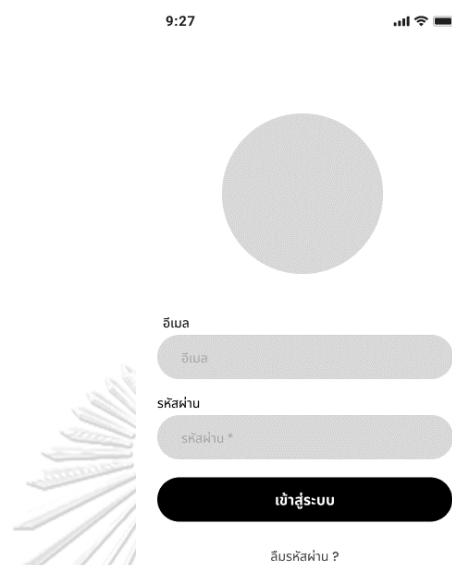 9:27
อีเมล
อีเมล
รหัสผ่าน
รหัสผ่าน *
เข้าสู่ระบบ
ลืมรหัสผ่าน ?